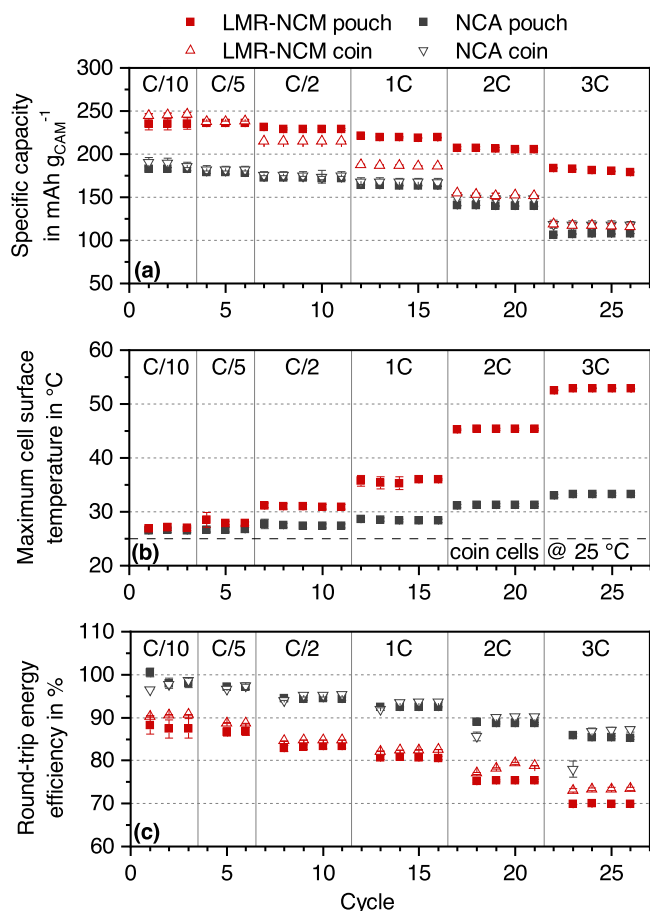 LMR-NCM pouch NCA pouch
LMR-NCM coin NCA coin
300
250
200
150
100
50
Specific capacity
in mAh g_CAM^-1
C/10 C/5 C/2 1C 2C 3C
(a)
0 5 10 15 20 25
60
50
40
30
20
Maximum cell surface
temperature in °C
C/10 C/5 C/2 1C 2C 3C
(b)
coin cells @ 25 °C
0 5 10 15 20 25
110
100
90
80
70
60
Round-trip energy
efficiency in %
C/10 C/5 C/2 1C 2C 3C
(c)
0 5 10 15 20 25
Cycle